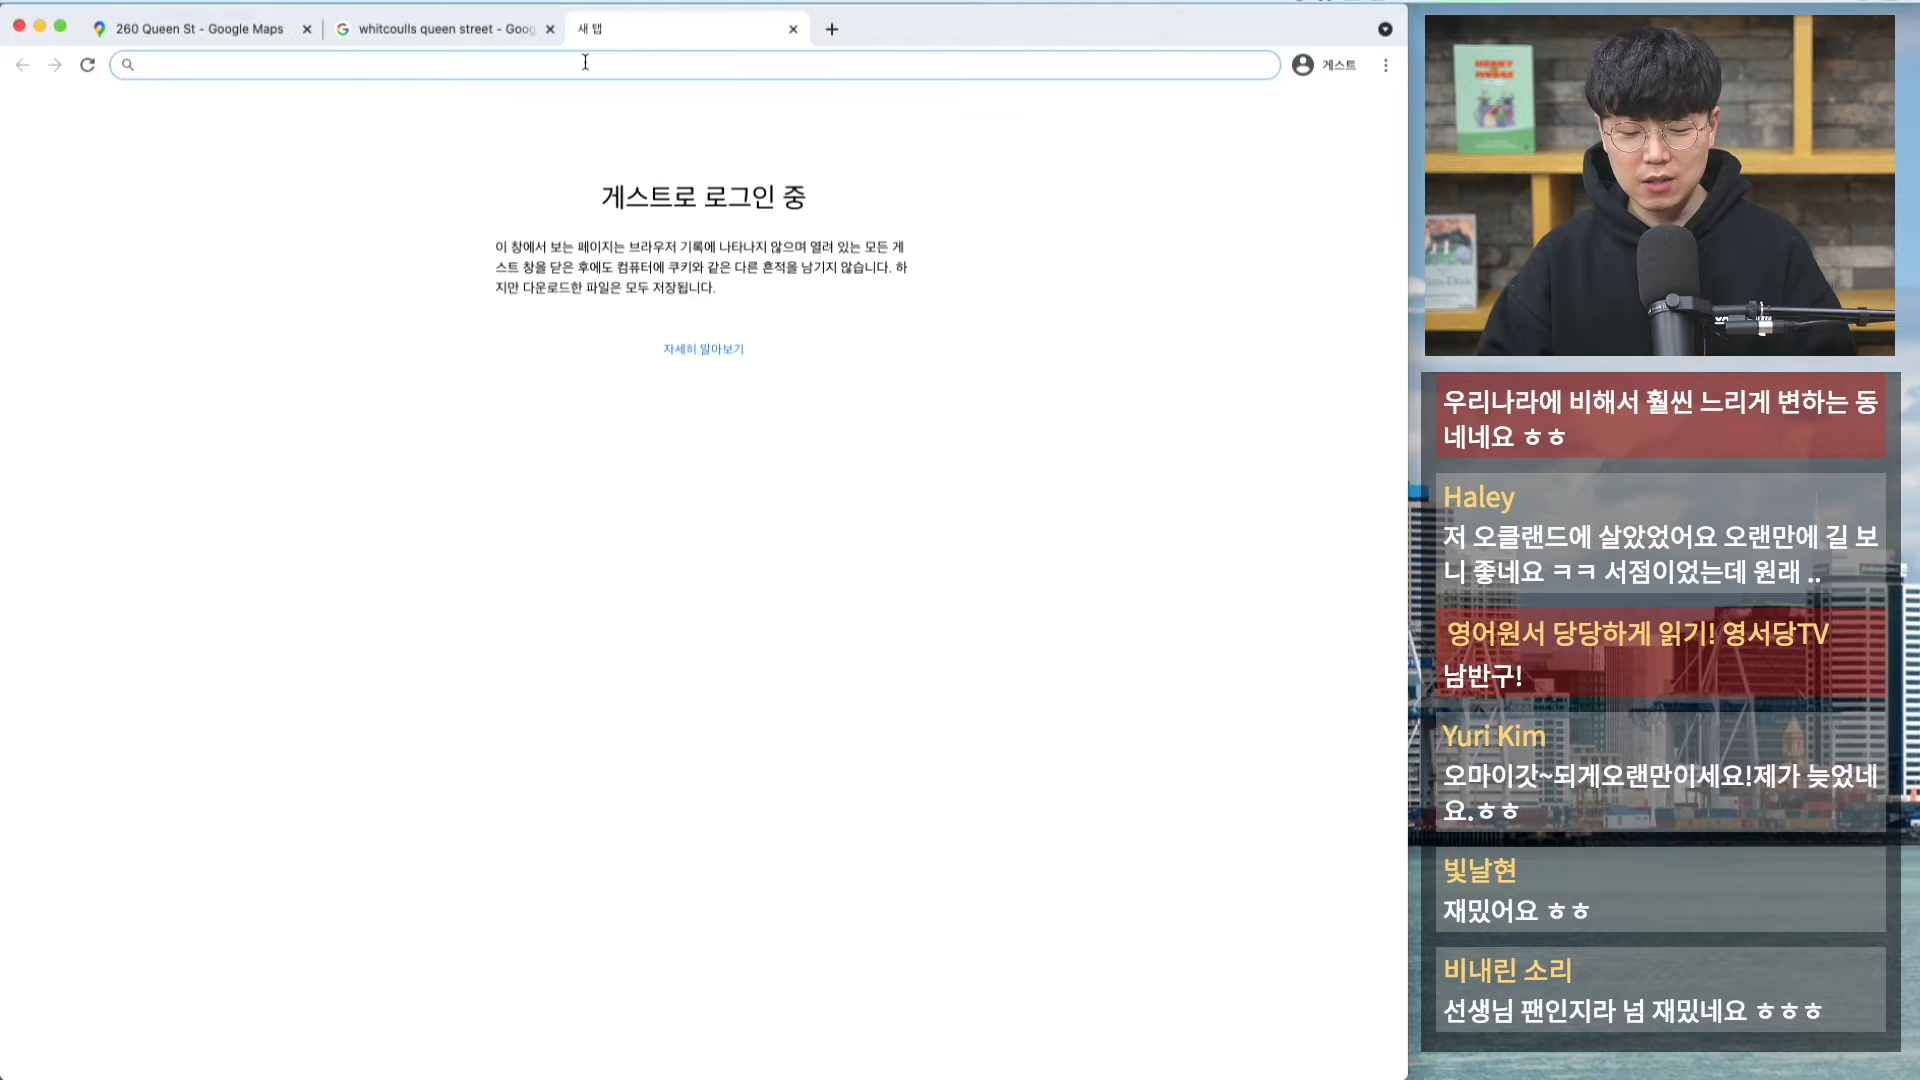 260 Queen St - Google Maps
whitcoulls queen street - Goog
새 탭
게스트
게스트로 로그인 중
이 창에서 보는 페이지는 브라우저 기록에 나타나지 않으며 열려 있는 모든 게
스트 창을 닫은 후에도 컴퓨터에 쿠키와 같은 다른 흔적을 남기지 않습니다. 하
지만 다운로드한 파일은 모두 저장됩니다.
자세히 알아보기
우리나라에 비해서 훨씬 느리게 변하는 동
네네요 ㅎㅎ
Haley
저 오클랜드에 살았었어요 오랜만에 길 보
니 좋네요 ㅋㅋ 서점이었는데 원래 ..
영어원서 당당하게 읽기! 영서당TV
남반구!
Yuri Kim
오마이갓~되게오랜만이세요!제가 늦었네
요.ㅎㅎ
빛날현
재밌어요 ㅎㅎ
비내린 소리
선생님 팬인지라 넘 재밌네요 ㅎㅎㅎ